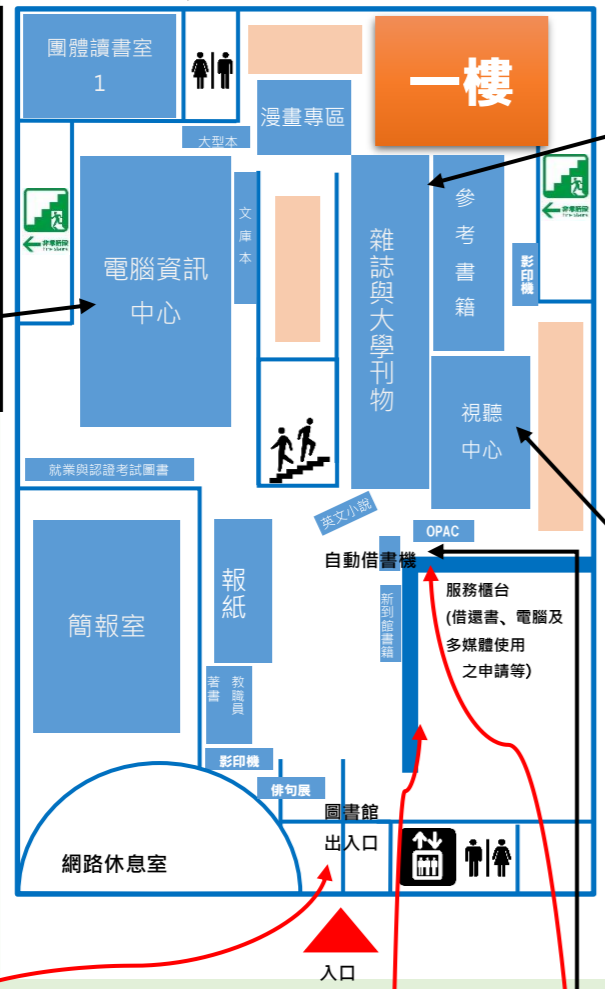 團體讀書室
1
一樓
漫畫專區
大型本
文庫本
參考書籍
雜誌與大學刊物
電腦資訊
中心
影印機
視聽
中心
就業與認證考試圖書
英文小說
OPAC
自動借書機
報紙
簡報室
新到館書籍
服務櫃台
(借還書、電腦及
多媒體使用
之申請等)
教職員
著書
影印機
俳句展
圖書館
出入口
網路休息室
入口